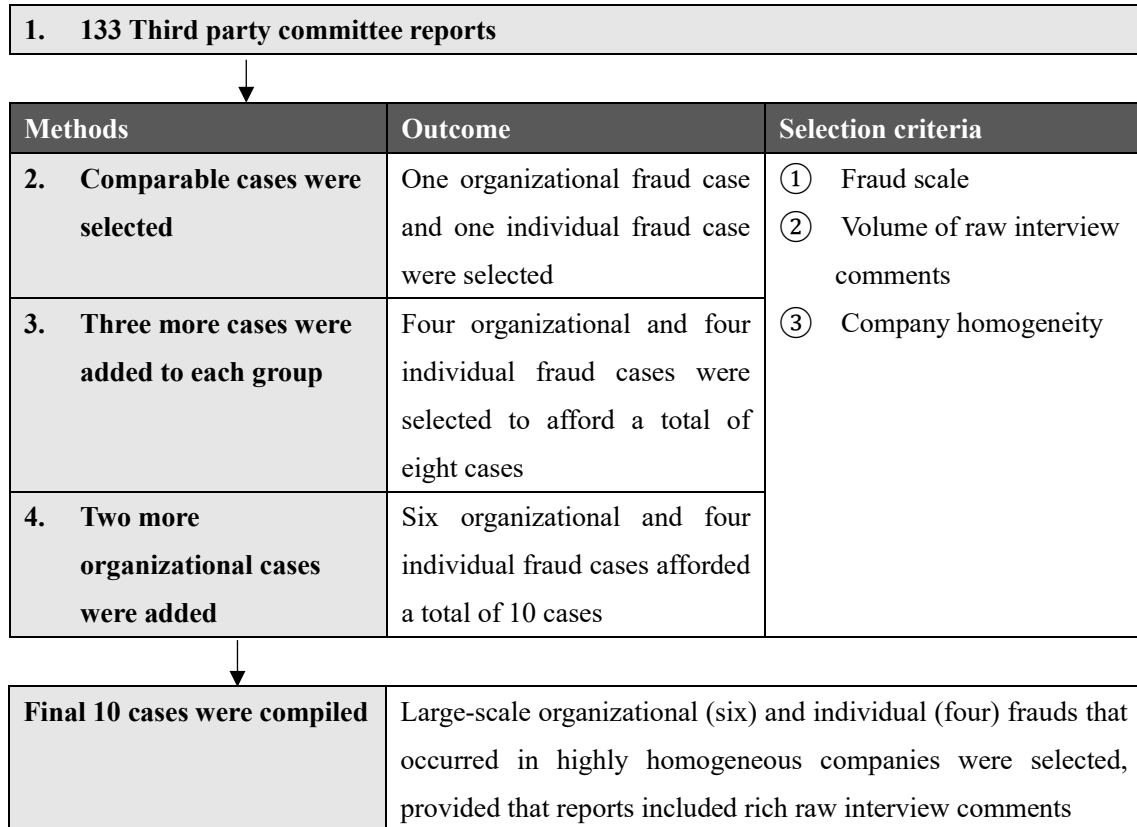 1. 133 Third party committee reports
Methods
Outcome
Selection criteria
2. Comparable cases were
selected
One organizational fraud case
and one individual fraud case
were selected
① Fraud scale
② Volume of raw interview
comments
③ Company homogeneity
3. Three more cases were
added to each group
Four organizational and four
individual fraud cases were
selected to afford a total of
eight cases
4. Two more
organizational cases
were added
Six organizational and four
individual fraud cases afforded
a total of 10 cases
Final 10 cases were compiled
Large-scale organizational (six) and individual (four) frauds that
occurred in highly homogeneous companies were selected,
provided that reports included rich raw interview comments